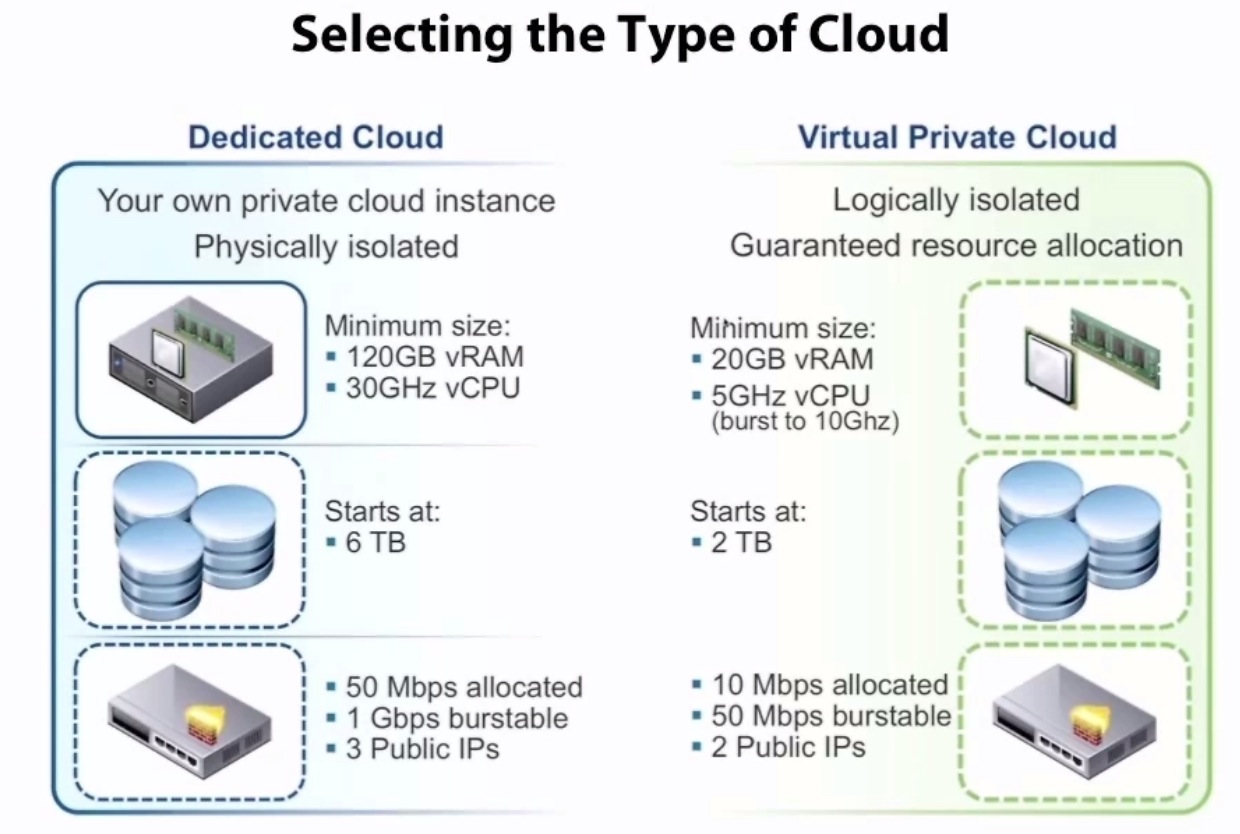 Selecting the Type of Cloud
Dedicated Cloud
Your own private cloud instance
Physically isolated
Minimum size:
▪ 120GB vRAM
▪ 30GHz vCPU
Starts at:
▪ 6 TB
▪ 50 Mbps allocated
▪ 1 Gbps burstable
▪ 3 Public IPs
Virtual Private Cloud
Logically isolated
Guaranteed resource allocation
Minimum size:
▪ 20GB vRAM
▪ 5GHz vCPU
(burst to 10Ghz)
Starts at:
▪ 2 TB
▪ 10 Mbps allocated
▪ 50 Mbps burstable
▪ 2 Public IPs